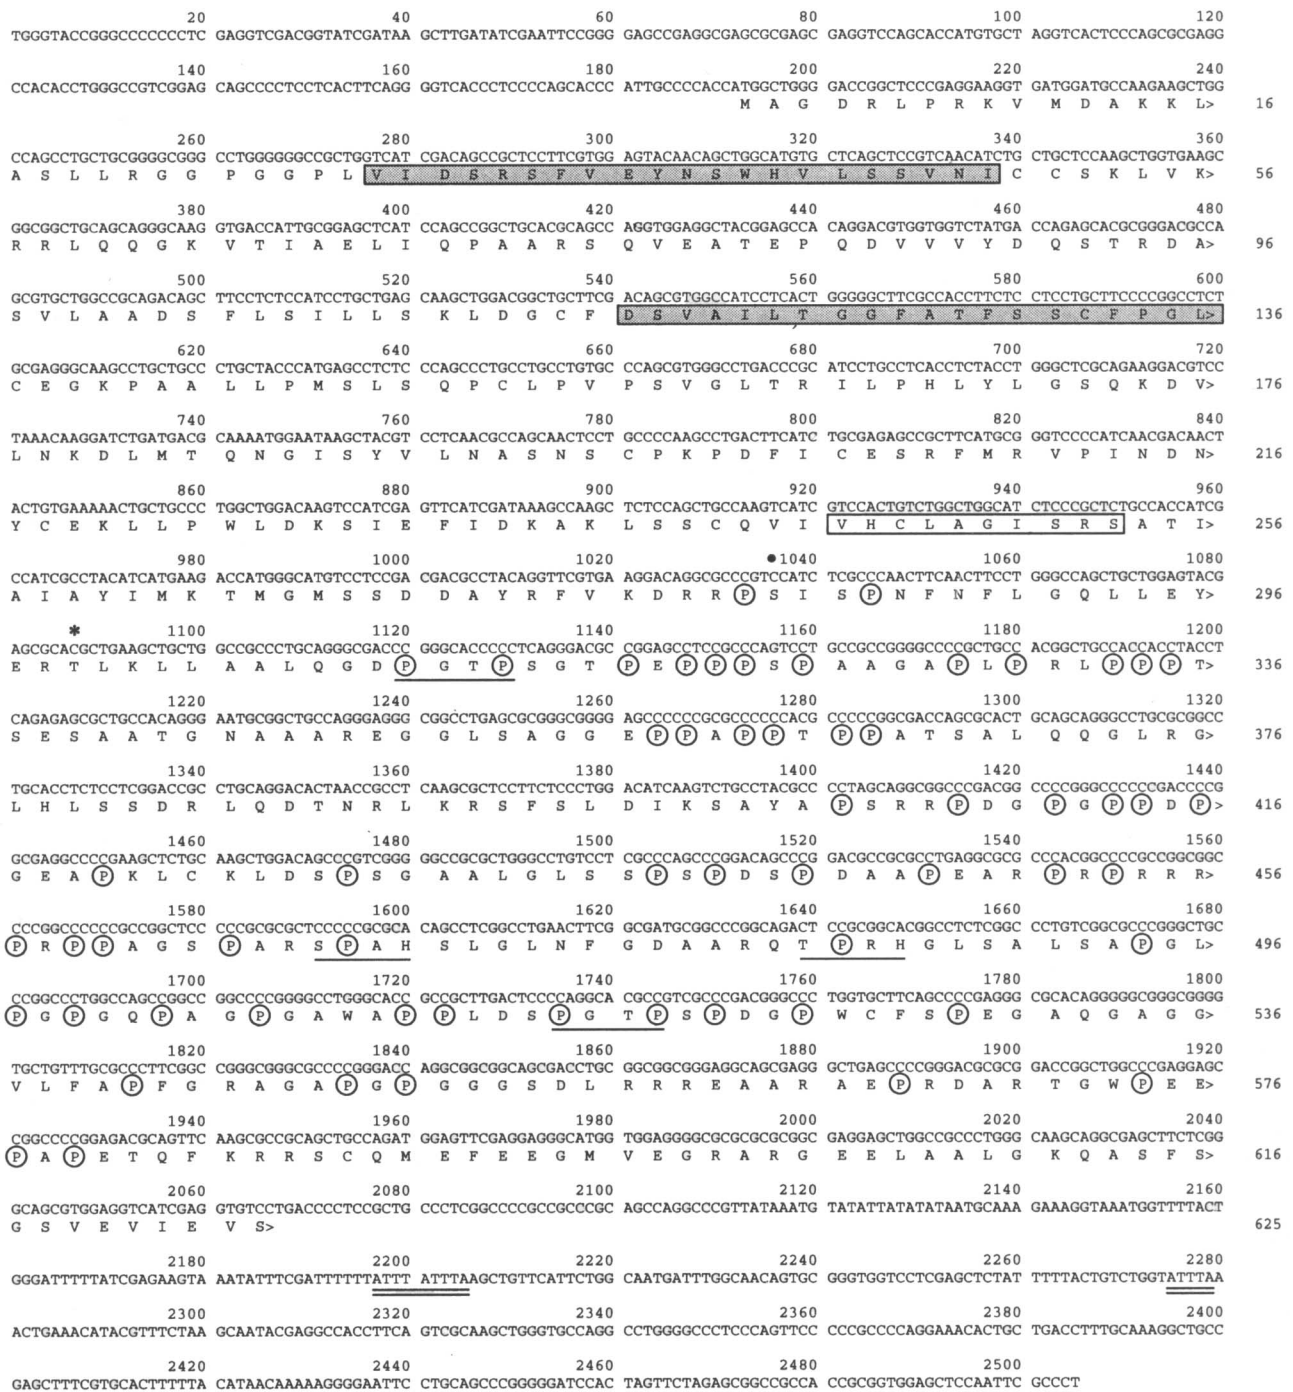 20 40 60 80 100 120
TGGGTACCGGGCCCCCCCTC GAGGTCGACGGTATCGATAA GCTTGATATCGAATTCCGGG GAGCCGAGGCGAGCGCGAGC GAGGTCCAGCACCATGTGCT AGGTCACTCCCAGCGCGAGG
140 160 180 200 220 240
CCACACCTGGGCCGTCGGAG CAGCCCCTCCTCACTTCAGG GGTCACCCTCCCCAGCACCC ATTGCCCCACCATGGCTGGG GACCGGCTCCCGAGGAAGGT GATGGATGCCAAGAAGCTGG
M A G D R L P R K V M D A K K L> 16
260 280 300 320 340 360
CCAGCCTGCTGCGGGGCGGG CCTGGGGGGCCGCTGGTCAT CGACAGCCGCTCCTTCGTGG AGTACAACAGCTGGCATGTG CTCAGCTCCGTCAACATCTG CTGCTCCAAGCTGGTGAAGC
A S L L R G G P G G P L V I D S R S F V E Y N S W H V L S S V N I C C S K L V K> 56
380 400 420 440 460 480
GGCGGCTGCAGCAGGGCAAG GTGACCATTGCGGAGCTCAT CCAGCCGGCTGCACGCAGCC AGGTGGAGGCTACGGAGCCA CAGGACGTGGTGGTCTATGA CCAGAGCACGCGGGACGCCA
R R L Q Q G K V T I A E L I Q P A A R S Q V E A T E P Q D V V V Y D Q S T R D A> 96
500 520 540 560 580 600
GCGTGCTGGCCGCAGACAGC TTCCTCTCCATCCTGCTGAG CAAGCTGGACGGCTGCTTCG ACAGCGTGGCCATCCTCACT GGGGGCTTCGCCACCTTCTC CTCCTGCTTCCCCGGCCTCT
S V L A A D S F L S I L L S K L D G C F D S V A I L T G G F A T F S S C F P G L> 136
620 640 660 680 700 720
GCGAGGGCAAGCCTGCTGCC CTGCTACCCATGAGCCTCTC CCAGCCCTGCCTGCCTGTGC CCAGCGTGGGCCTGACCCGC ATCCTGCCTCACCTCTACCT GGGCTCGCAGAAGGACGTCC
C E G K P A A L L P M S L S Q P C L P V P S V G L T R I L P H L Y L G S Q K D V> 176
740 760 780 800 820 840
TAAACAAGGATCTGATGACG CAAAATGGAATAAGCTACGT CCTCAACGCCAGCAACTCCT GCCCCAAGCCTGACTTCATC TGCGAGAGCCGCTTCATGCG GGTCCCCATCAACGACAACT
L N K D L M T Q N G I S Y V L N A S N S C P K P D F I C E S R F M R V P I N D N> 216
860 880 900 920 940 960
ACTGTGAAAAACTGCTGCCC TGGCTGGACAAGTCCATCGA GTTCATCGATAAAGCCAAGC TCTCCAGCTGCCAAGTCATC GTCCACTGTCTGGCTGGCAT CTCCCGCTCTGCCACCATCG
Y C E K L L P W L D K S I E F I D K A K L S S C Q V I V H C L A G I S R S A T I> 256
980 1000 1020 •1040 1060 1080
CCATCGCCTACATCATGAAG ACCATGGGCATGTCCTCCGA CGACGCCTACAGGTTCGTGA AGGACAGGCGCCCGTCCATC TCGCCCAACTTCAACTTCCT GGGCCAGCTGCTGGAGTACG
A I A Y I M K T M G M S S D D A Y R F V K D R R P S I S P N F N F L G Q L L E Y> 296
* 1100 1120 1140 1160 1180 1200
AGCGCACGCTGAAGCTGCTG GCCGCCCTGCAGGGCGACCC GGGCACCCCCTCAGGGACGC CGGAGCCTCCGCCCAGTCCT GCCGCCGGGGCCCCGCTGCC ACGGCTGCCACCACCTACCT
E R T L K L L A A L Q G D P G T P S G T P E P P P S P A A G A P L P R L P P P T> 336
1220 1240 1260 1280 1300 1320
CAGAGAGCGCTGCCACAGGG AATGCGGCTGCCAGGGAGGG CGGCCTGAGCGCGGGCGGGG AGCCCCCCGCGCCCCCCACG CCCCCGGCGACCAGCGCACT GCAGCAGGGCCTGCGCGGCC
S E S A A T G N A A A R E G G L S A G G E P P A P P T P P A T S A L Q Q G L R G> 376
1340 1360 1380 1400 1420 1440
TGCACCTCTCCTCGGACCGC CTGCAGGACACTAACCGCCT CAAGCGCTCCTTCTCCCTGG ACATCAAGTCTGCCTACGCC CCTAGCAGGCGGCCCGACGG CCCCGGGCCCCCCGACCCCG
L H L S S D R L Q D T N R L K R S F S L D I K S A Y A P S R R P D G P G P P D P> 416
1460 1480 1500 1520 1540 1560
GCGAGGCCCCGAAGCTCTGC AAGCTGGACAGCCCGTCGGG GGCCGCGCTGGGCCTGTCCT CGCCCAGCCCGGACAGCCCG GACGCCGCGCCTGAGGCGCG CCCACGGCCCCGCCGGCGGC
G E A P K L C K L D S P S G A A L G L S S P S P D S P D A A P E A R P R P R R R> 456
1580 1600 1620 1640 1660 1680
CCCGGCCCCCCGCCGGCTCC CCCGCGCGCTCCCCCGCGCA CAGCCTCGGCCTGAACTTCG GCGATGCGGCCCGGCAGACT CCGCGGCACGGCCTCTCGGC CCTGTCGGCGCCCGGGCTGC
P R P P A G S P A R S P A H S L G L N F G D A A R Q T P R H G L S A L S A P G L> 496
1700 1720 1740 1760 1780 1800
CCGGCCCTGGCCAGCCGGCC GGCCCCGGGGCCTGGGCACC GCCGCTTGACTCCCCAGGCA CGCCGTCGCCCGACGGGCCC TGGTGCTTCAGCCCCGAGGG CGCACAGGGGGCGGGCGGGG
P G P G Q P A G P G A W A P P L D S P G T P S P D G P W C F S P E G A Q G A G G> 536
1820 1840 1860 1880 1900 1920
TGCTGTTTGCGCCCTTCGGC CGGGCGGGCGCCCCGGGACC AGGCGGCGGCAGCGACCTGC GGCGGCGGGAGGCAGCGAGG GCTGAGCCCCGGGACGCGCG GACCGGCTGGCCCGAGGAGC
V L F A P F G R A G A P G P G G G S D L R R R E A A R A E P R D A R T G W P E E> 576
1940 1960 1980 2000 2020 2040
CGGCCCCGGAGACGCAGTTC AAGCGCCGCAGCTGCCAGAT GGAGTTCGAGGAGGGCATGG TGGAGGGGCGCGCGCGCGGC GAGGAGCTGGCCGCCCTGGG CAAGCAGGCGAGCTTCTCGG
P A P E T Q F K R R S C Q M E F E E G M V E G R A R G E E L A A L G K Q A S F S> 616
2060 2080 2100 2120 2140 2160
GCAGCGTGGAGGTCATCGAG GTGTCCTGACCCCTCCGCTG CCCTCGGCCCCGCCGCCCGC AGCCAGGCCCGTTATAAATG TATATTATATATAATGCAAA GAAAGGTAAATGGTTTTACT
G S V E V I E V S> 625
2180 2200 2220 2240 2260 2280
GGGATTTTTATCGAGAAGTA AATATTTCGATTTTTTATTT ATTTAAGCTGTTCATTCTGG CAATGATTTGGCAACAGTGC GGGTGGTCCTCGAGCTCTAT TTTTACTGTCTGGTATTTAA
2300 2320 2340 2360 2380 2400
ACTGAAACATACGTTTCTAA GCAATACGAGGCCACCTTCA GTCGCAAGCTGGGTGCCAGG CCTGGGGCCCTCCCAGTTCC CCCGCCCCAGGAAACACTGC TGACCTTTGCAAAGGCTGCC
2420 2440 2460 2480 2500
GAGCTTTCGTGCACTTTTTA CATAACAAAAAGGGGAATTC CTGCAGCCCGGGGGATCCAC TAGTTCTAGAGCGGCCGCCA CCGCGGTGGAGCTCCAATTC GCCCT